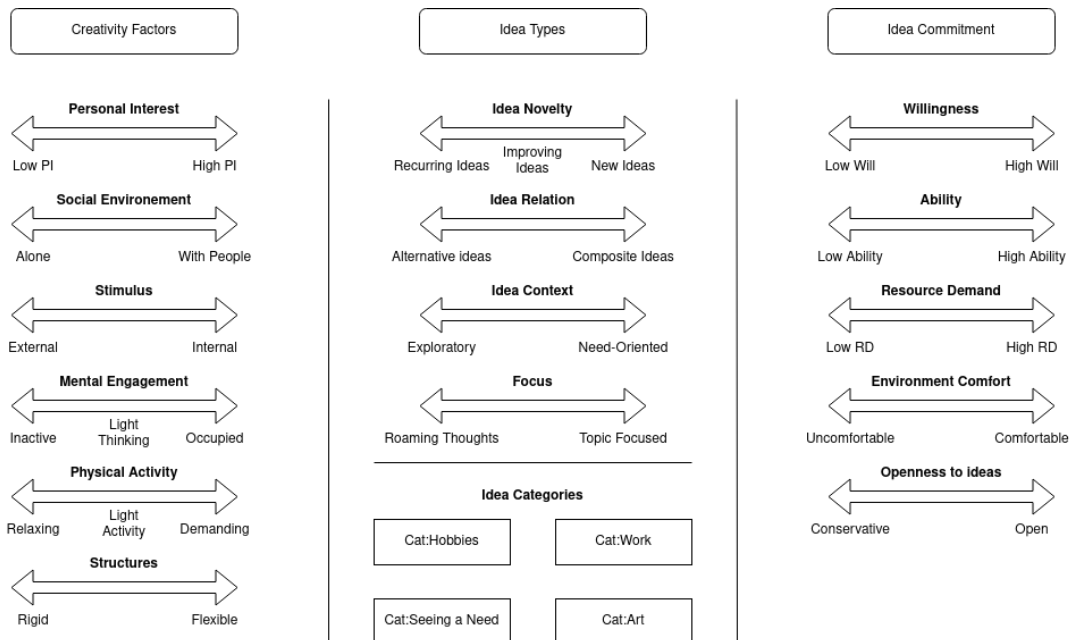 Creativity Factors
Personal Interest
Low PI
High PI
Social Environement
Alone
With People
Stimulus
External
Internal
Mental Engagement
Inactive
Light
Thinking
Occupied
Physical Activity
Relaxing
Light
Activity
Demanding
Structures
Rigid
Flexible
Idea Types
Idea Novelty
Recurring Ideas
Improving
Ideas
New Ideas
Idea Relation
Alternative ideas
Composite Ideas
Idea Context
Exploratory
Need-Oriented
Focus
Roaming Thoughts
Topic Focused
Idea Categories
Cat:Hobbies
Cat:Work
Cat:Seeing a Need
Cat:Art
Idea Commitment
Willingness
Low Will
High Will
Ability
Low Ability
High Ability
Resource Demand
Low RD
High RD
Environment Comfort
Uncomfortable
Comfortable
Openness to ideas
Conservative
Open